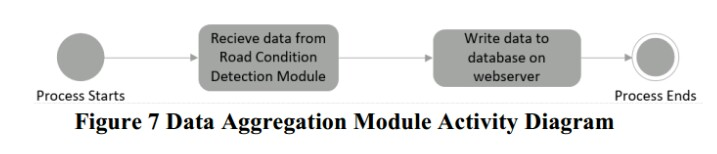 Recieve data from
Road Condition
Detection Module
Write data to
database on
webserver
Process Starts
Process Ends
Figure 7 Data Aggregation Module Activity Diagram